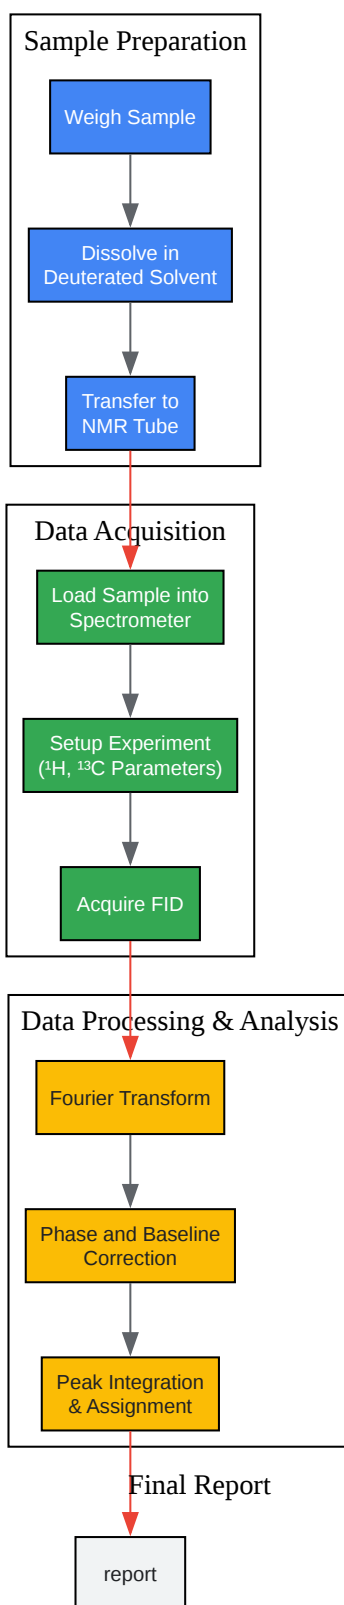 Sample Preparation
Weigh Sample
Dissolve in
Deuterated Solvent
Transfer to
NMR Tube
Data Acquisition
Load Sample into
Spectrometer
Setup Experiment
(¹H, ¹³C Parameters)
Acquire FID
Data Processing & Analysis
Fourier Transform
Phase and Baseline
Correction
Peak Integration
& Assignment
Final Report
report